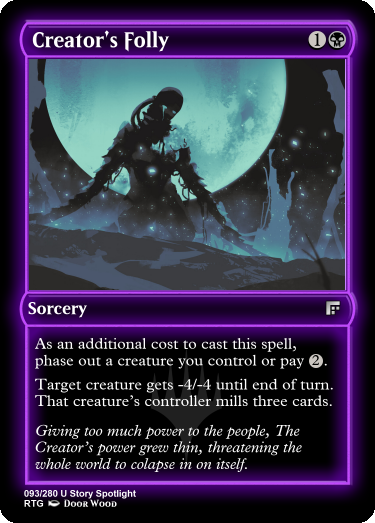 Creator's Folly 1
Sorcery
As an additional cost to cast this spell,
phase out a creature you control or pay 2.
Target creature gets -4/-4 until end of turn.
That creature's controller mills three cards.
Giving too much power to the people, The
Creator's power grew thin, threatening the
whole world to colapse in on itself.
093/280 U Story Spotlight
RTG Door Wood